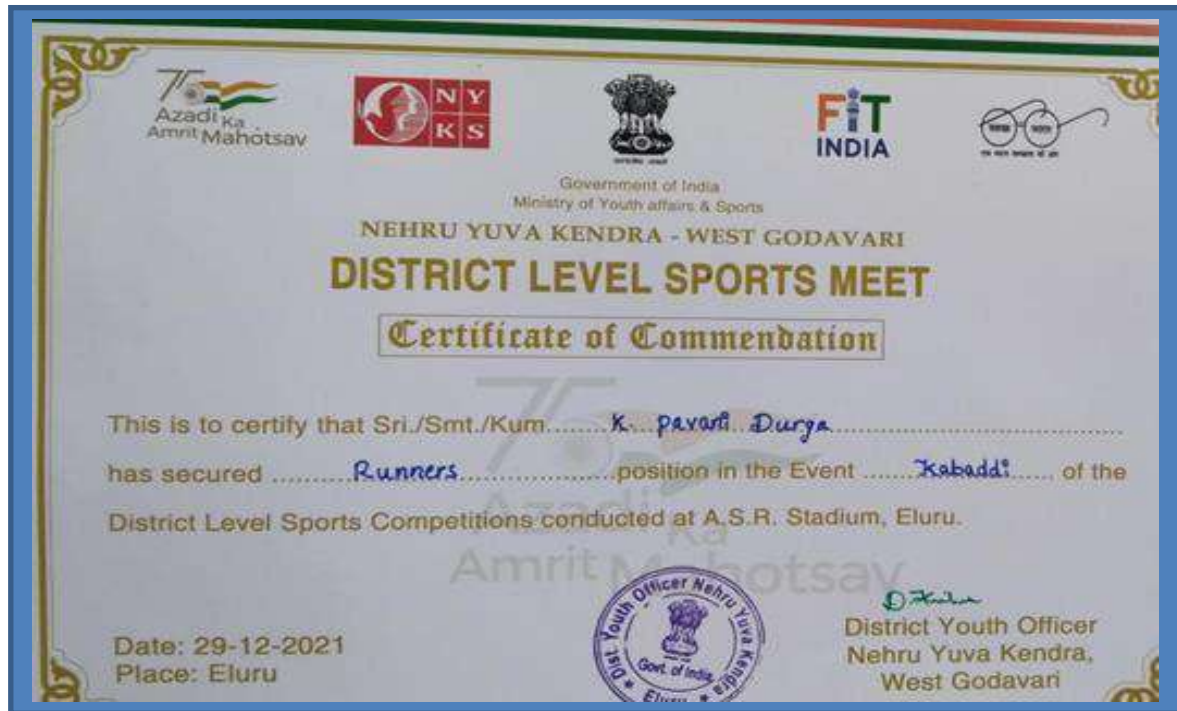 75
Azadi Ka
Amrit Mahotsav
N Y
K S
FIT
INDIA
Government of India
Ministry of Youth affairs & Sports
NEHRU YUVA KENDRA - WEST GODAVARI
DISTRICT LEVEL SPORTS MEET
Certificate of Commendation
This is to certify that Sri./Smt./Kum........K. pavani Durga
has secured ..........Runners..................position in the Event .......Kabaddi....., of the
District Level Sports Competitions conducted at A.S.R. Stadium, Eluru.
75
Azadi Ka
Amrit Mahotsav
Dist Youth Officer Nehru Yuva Kendra
Govt. of India
★ Eluru ★
Date: 29-12-2021
Place: Eluru
District Youth Officer
Nehru Yuva Kendra,
West Godavari